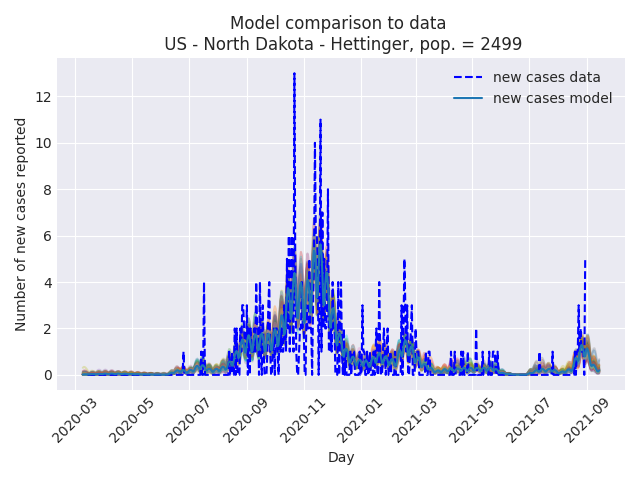 Model comparison to data
US - North Dakota - Hettinger, pop. = 2499
new cases data
new cases model
Number of new cases reported
12
10
8
6
4
2
0
2020-03
2020-05
2020-07
2020-09
2020-11
2021-01
2021-03
2021-05
2021-07
2021-09
Day